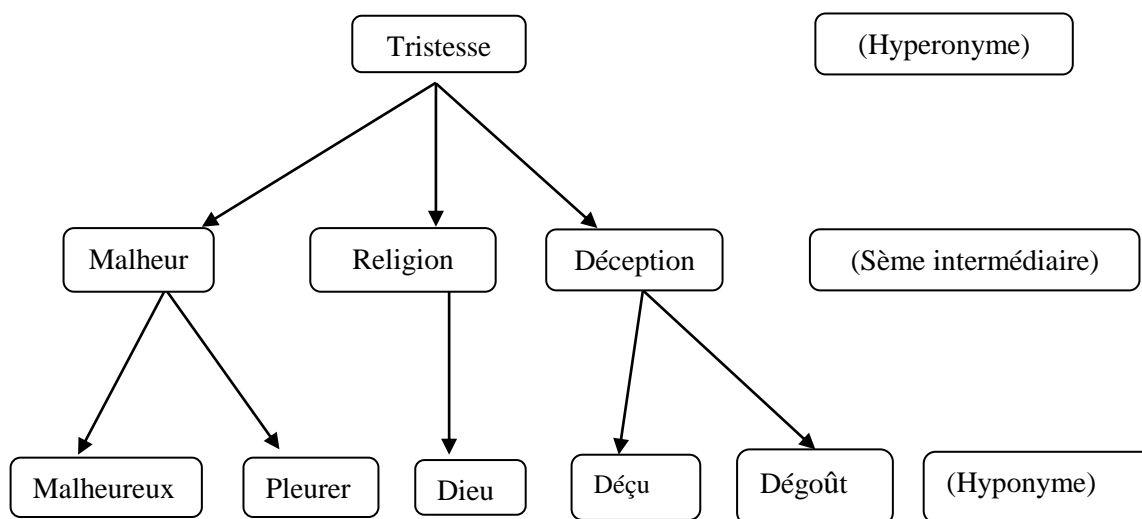 Tristesse
(Hyperonyme)
Malheur
Religion
Déception
(Sème intermédiaire)
Malheureux
Pleurer
Dieu
Déçu
Dégoût
(Hyponyme)